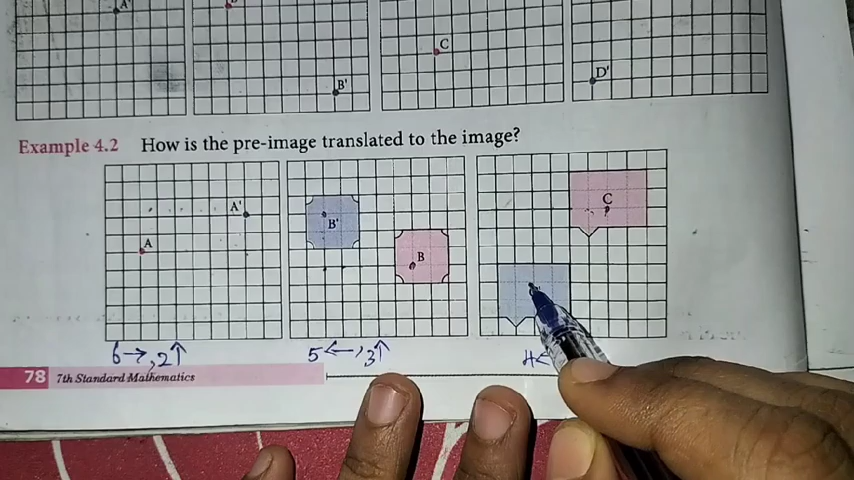 A'
B'
C
D'
Example 4.2 How is the pre-image translated to the image?
A
A'
B'
B
C
6→, 2↑
5←, 3↑
4←
78 7th Standard Mathematics